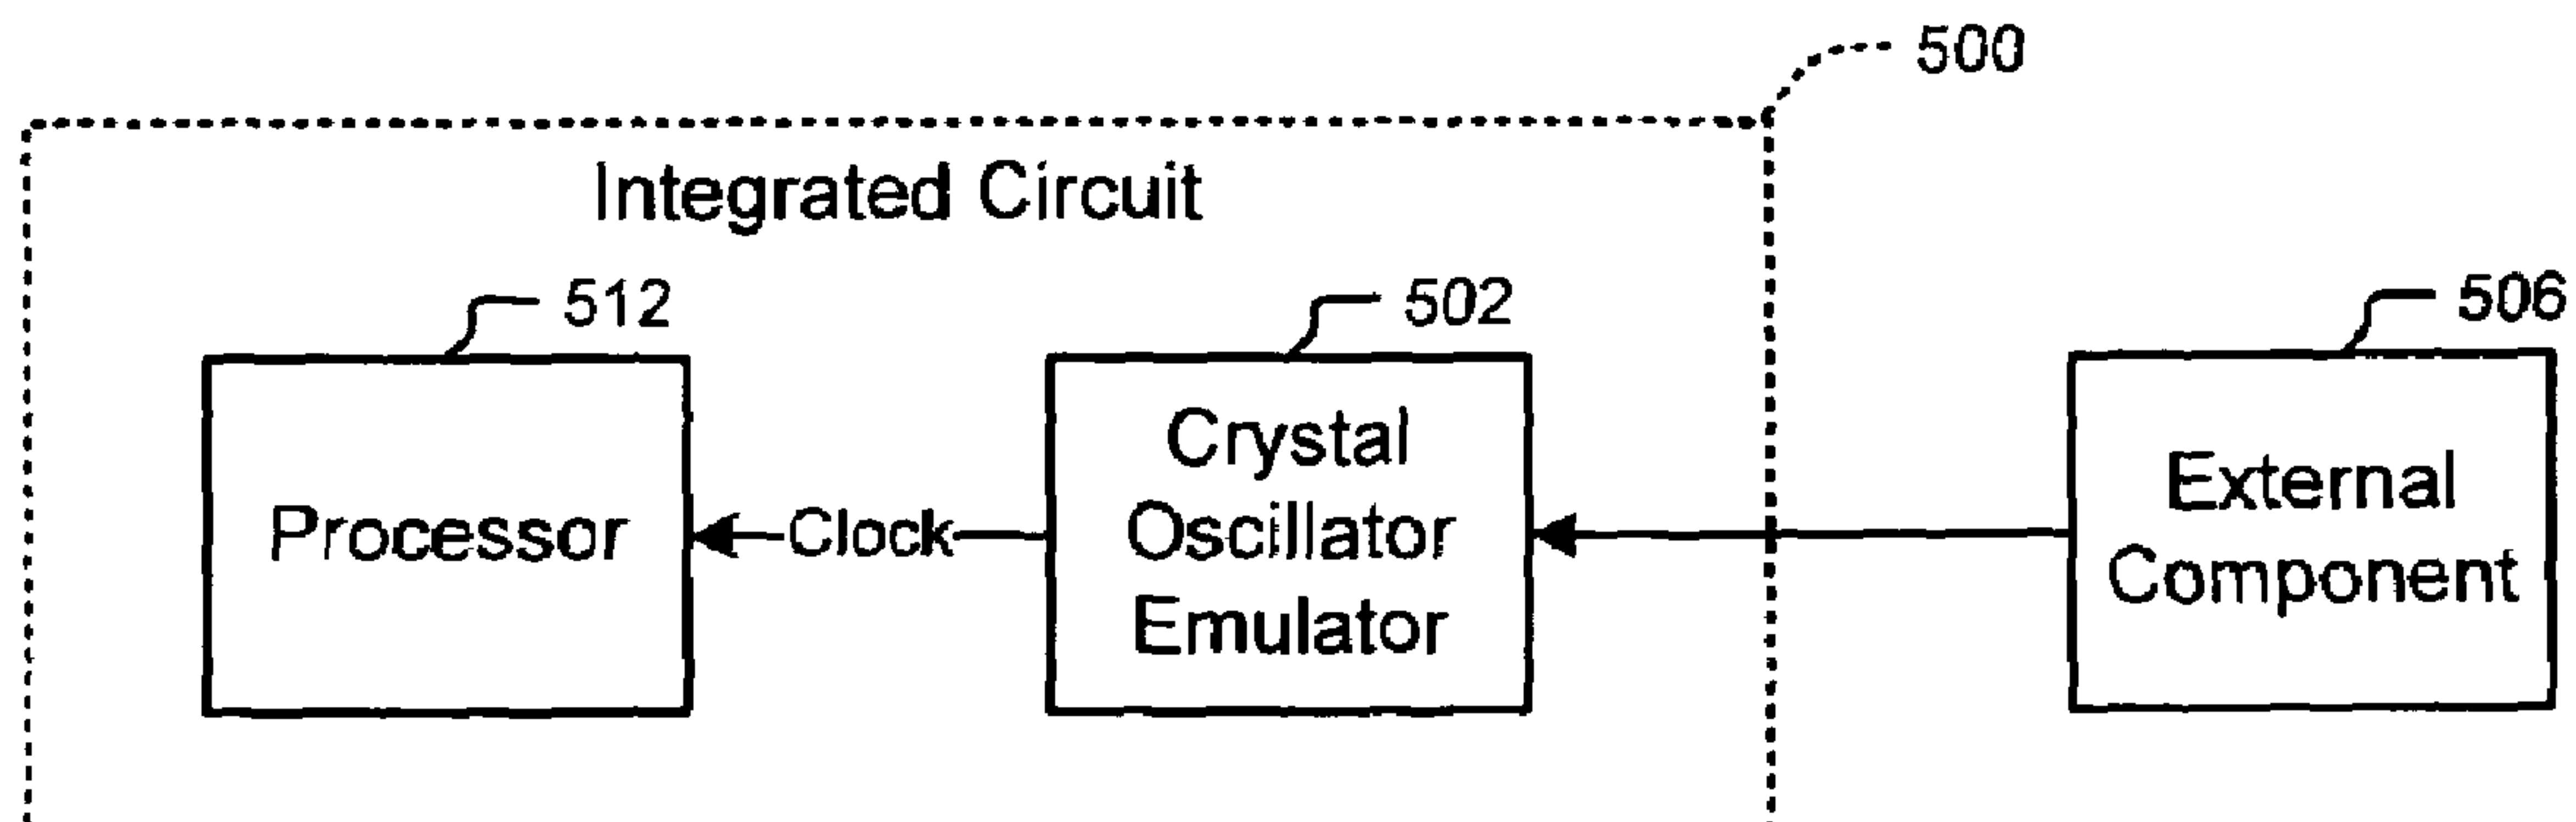 500
Integrated Circuit
512
502
506
Processor
Clock
Crystal
Oscillator
Emulator
External
Component